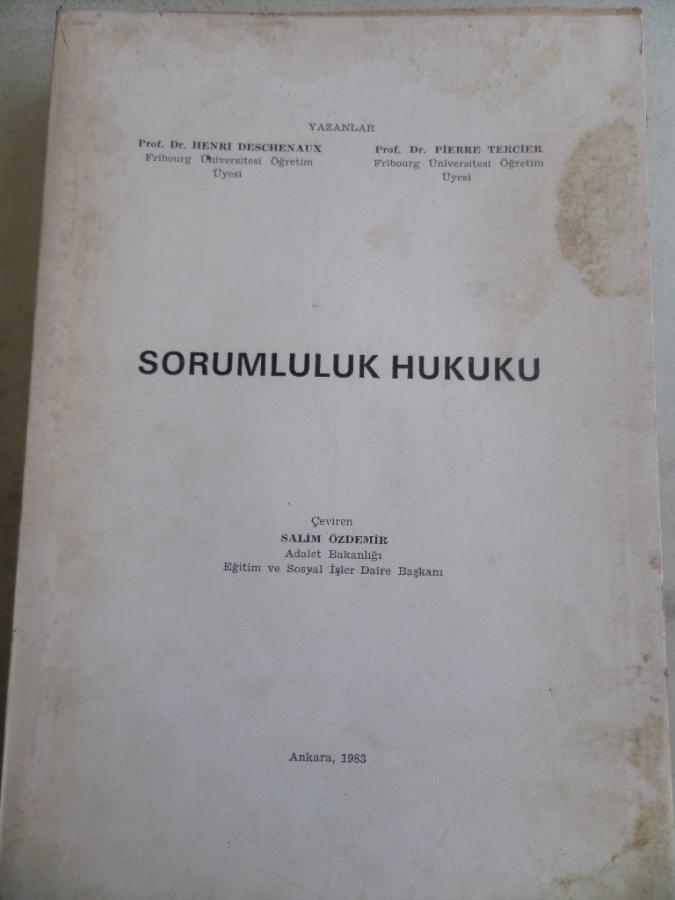 YAZANLAR
Prof. Dr. HENRİ DESCHENAUX
Fribourg Üniversitesi Öğretim
Üyesi
Prof. Dr. PİERRE TERCİER
Fribourg Üniversitesi Öğretim
Üyesi
SORUMLULUK HUKUKU
Çeviren
SALİM ÖZDEMİR
Adalet Bakanlığı
Eğitim ve Sosyal İşler Daire Başkanı
Ankara, 1983